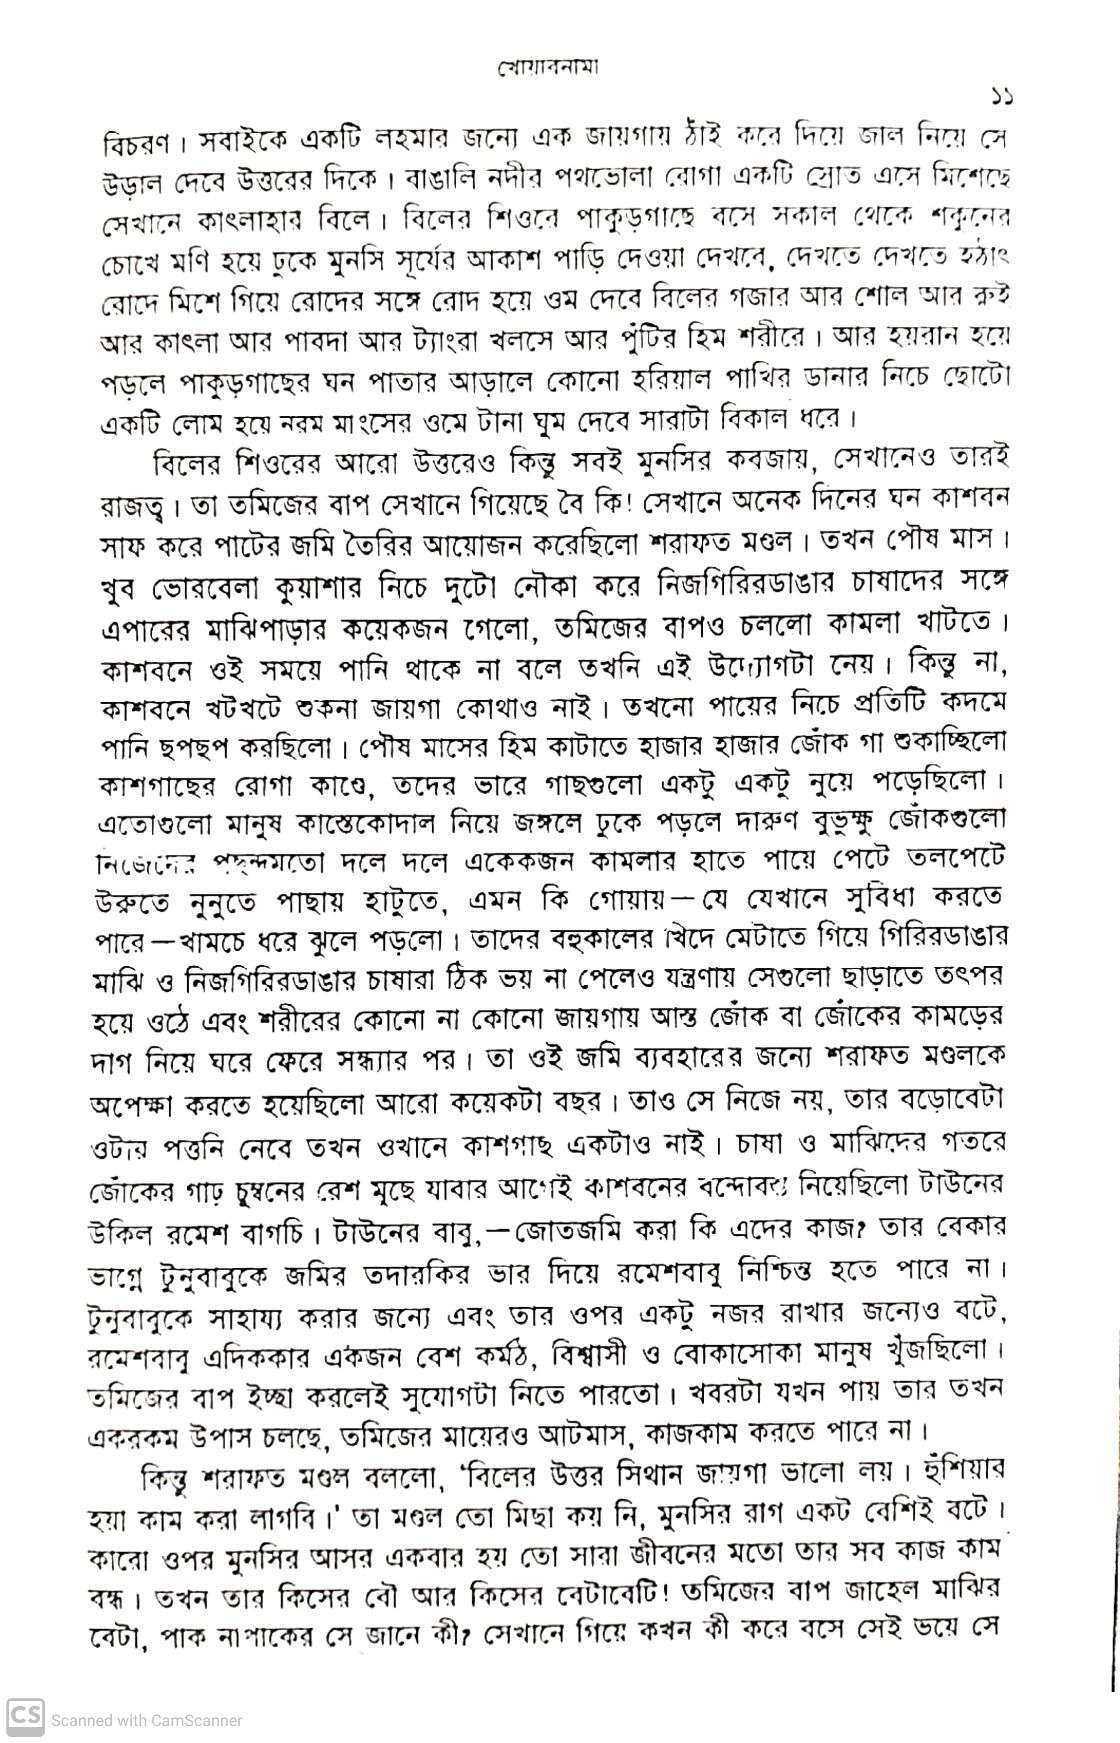 খোয়াবনামা
১১
বিচরণ। সবাইকে একটি লহমার জন্যে এক জায়গায় ঠাঁই করে দিয়ে জাল নিয়ে সে
উড়াল দেবে উত্তরের দিকে। বাঙালি নদীর পথভোলা রোগা একটি স্রোত এসে মিশেছে
সেখানে কাৎলাহার বিলে। বিলের শিওরে পাকুড়গাছে বসে সকাল থেকে শকুনের
চোখে মণি হয়ে ঢুকে মুনসি সূর্যের আকাশ পাড়ি দেওয়া দেখবে, দেখতে দেখতে হঠাৎ
রোদে মিশে গিয়ে রোদের সঙ্গে রোদ হয়ে ওম দেবে বিলের গজার আর শোল আর রুই
আর কাৎলা আর পাবদা আর ট্যাংরা খলসে আর পুঁটির হিম শরীরে। আর হয়রান হয়ে
পড়লে পাকুড়গাছের ঘন পাতার আড়ালে কোনো হরিয়াল পাখির ডানার নিচে ছোটো
একটি লোম হয়ে নরম মাংসের ওমে টানা ঘুম দেবে সারাটা বিকাল ধরে।
বিলের শিওরের আরো উত্তরেও কিন্তু সবই মুনসির কবজায়, সেখানেও তারই
রাজত্ব। তা তমিজের বাপ সেখানে গিয়েছে বৈ কি! সেখানে অনেক দিনের ঘন কাশবন
সাফ করে পাটের জমি তৈরির আয়োজন করেছিলো শরাফত মণ্ডল। তখন পৌষ মাস।
খুব ভোরবেলা কুয়াশার নিচে দুটো নৌকা করে নিজগিরিরডাঙার চাষাদের সঙ্গে
এপারের মাঝিপাড়ার কয়েকজন গেলো, তমিজের বাপও চললো কামলা খাটতে।
কাশবনে ওই সময়ে পানি থাকে না বলে তখনি এই উদ্যোগটা নেয়। কিন্তু না,
কাশবনে খটখটে শুকনা জায়গা কোথাও নাই। তখনো পায়ের নিচে প্রতিটি কদমে
পানি ছপছপ করছিলো। পৌষ মাসের হিম কাটাতে হাজার হাজার জোঁক গা শুকাচ্ছিলো
কাশগাছের রোগা কাণ্ডে, তদের ভারে গাছগুলো একটু একটু নুয়ে পড়েছিলো।
এতোগুলো মানুষ কাস্তেকোদাল নিয়ে জঙ্গলে ঢুকে পড়লে দারুণ বুভুক্ষু জোঁকগুলো
নিজেদের পছন্দমতো দলে দলে একেকজন কামলার হাতে পায়ে পেটে তলপেটে
উরুতে নুনুতে পাছায় হাটুতে, এমন কি গোয়ায়—যে যেখানে সুবিধা করতে
পারে—খামচে ধরে ঝুলে পড়লো। তাদের বহুকালের খিদে মেটাতে গিয়ে গিরিরডাঙার
মাঝি ও নিজগিরিরডাঙার চাষারা ঠিক ভয় না পেলেও যন্ত্রণায় সেগুলো ছাড়াতে তৎপর
হয়ে ওঠে এবং শরীরের কোনো না কোনো জায়গায় আস্ত জোঁক বা জোঁকের কামড়ের
দাগ নিয়ে ঘরে ফেরে সন্ধ্যার পর। তা ওই জমি ব্যবহারের জন্যে শরাফত মণ্ডলকে
অপেক্ষা করতে হয়েছিলো আরো কয়েকটা বছর। তাও সে নিজে নয়, তার বড়োবেটা
ওটার পত্তনি নেবে তখন ওখানে কাশগাছ একটাও নাই। চাষা ও মাঝিদের গতরে
জোঁকের গাঢ় চুম্বনের রেশ মুছে যাবার আগেই কাশবনের বন্দোবস্ত নিয়েছিলো টাউনের
উকিল রমেশ বাগচি। টাউনের বাবু,—জোতজমি করা কি এদের কাজ? তার বেকার
ভাগ্নে টুনুবাবুকে জমির তদারকির ভার দিয়ে রমেশবাবু নিশ্চিন্ত হতে পারে না।
টুনুবাবুকে সাহায্য করার জন্যে এবং তার ওপর একটু নজর রাখার জন্যেও বটে,
রমেশবাবু এদিককার একজন বেশ কর্মঠ, বিশ্বাসী ও বোকাসোকা মানুষ খুঁজছিলো।
তমিজের বাপ ইচ্ছা করলেই সুযোগটা নিতে পারতো। খবরটা যখন পায় তার তখন
একরকম উপাস চলছে, তমিজের মায়েরও আটমাস, কাজকাম করতে পারে না।
কিন্তু শরাফত মণ্ডল বললো, 'বিলের উত্তর সিথান জায়গা ভালো লয়। হুঁশিয়ার
হয়া কাম করা লাগবি।' তা মণ্ডল তো মিছা কয় নি, মুনসির রাগ একট বেশিই বটে।
কারো ওপর মুনসির আসর একবার হয় তো সারা জীবনের মতো তার সব কাজ কাম
বন্ধ। তখন তার কিসের বৌ আর কিসের বেটাবেটি! তমিজের বাপ জাহেল মাঝির
বেটা, পাক নাপাকের সে জানে কী? সেখানে গিয়ে কখন কী করে বসে সেই ভয়ে সে
CS Scanned with CamScanner